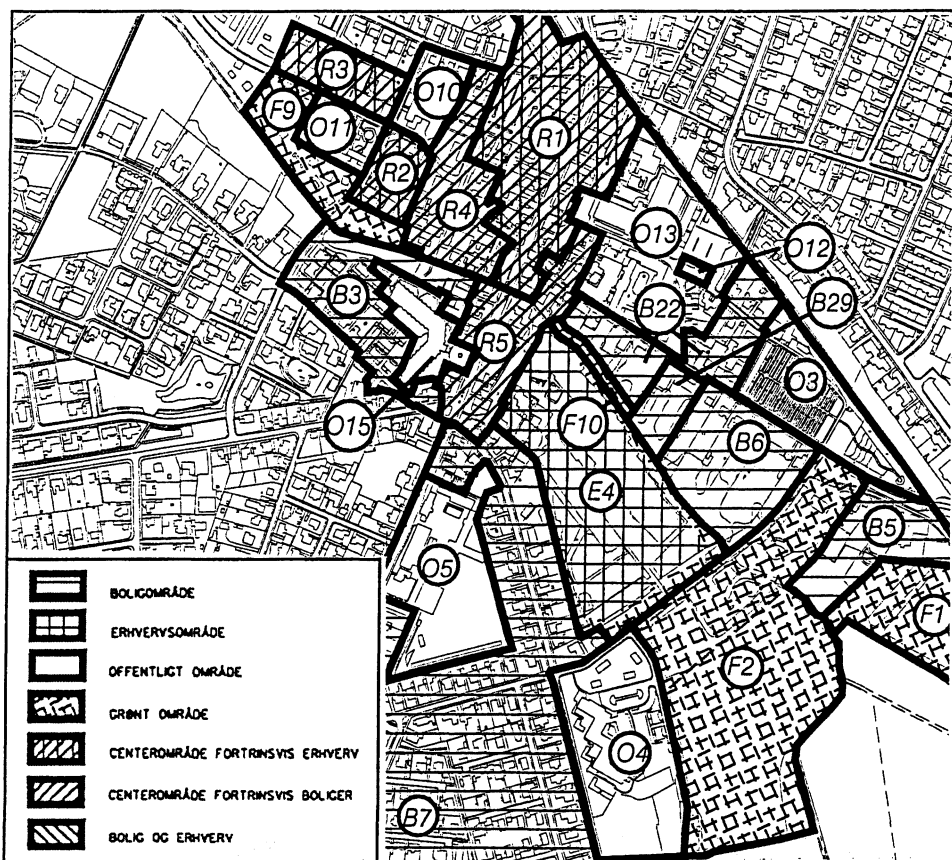 R3
O10
F9
O11
R1
R2
R4
O13
O12
B3
B22
B29
R5
O3
O15
F10
B6
E4
B5
O5
F1
F2
O4
B7
BOLIGOMRÅDE
ERHVERVSOMRÅDE
OFFENTLIGT OMRÅDE
GRØNT OMRÅDE
CENTEROMRÅDE FORTRINSVIS ERHVERV
CENTEROMRÅDE FORTRINSVIS BOLIGER
BOLIG OG ERHVERV